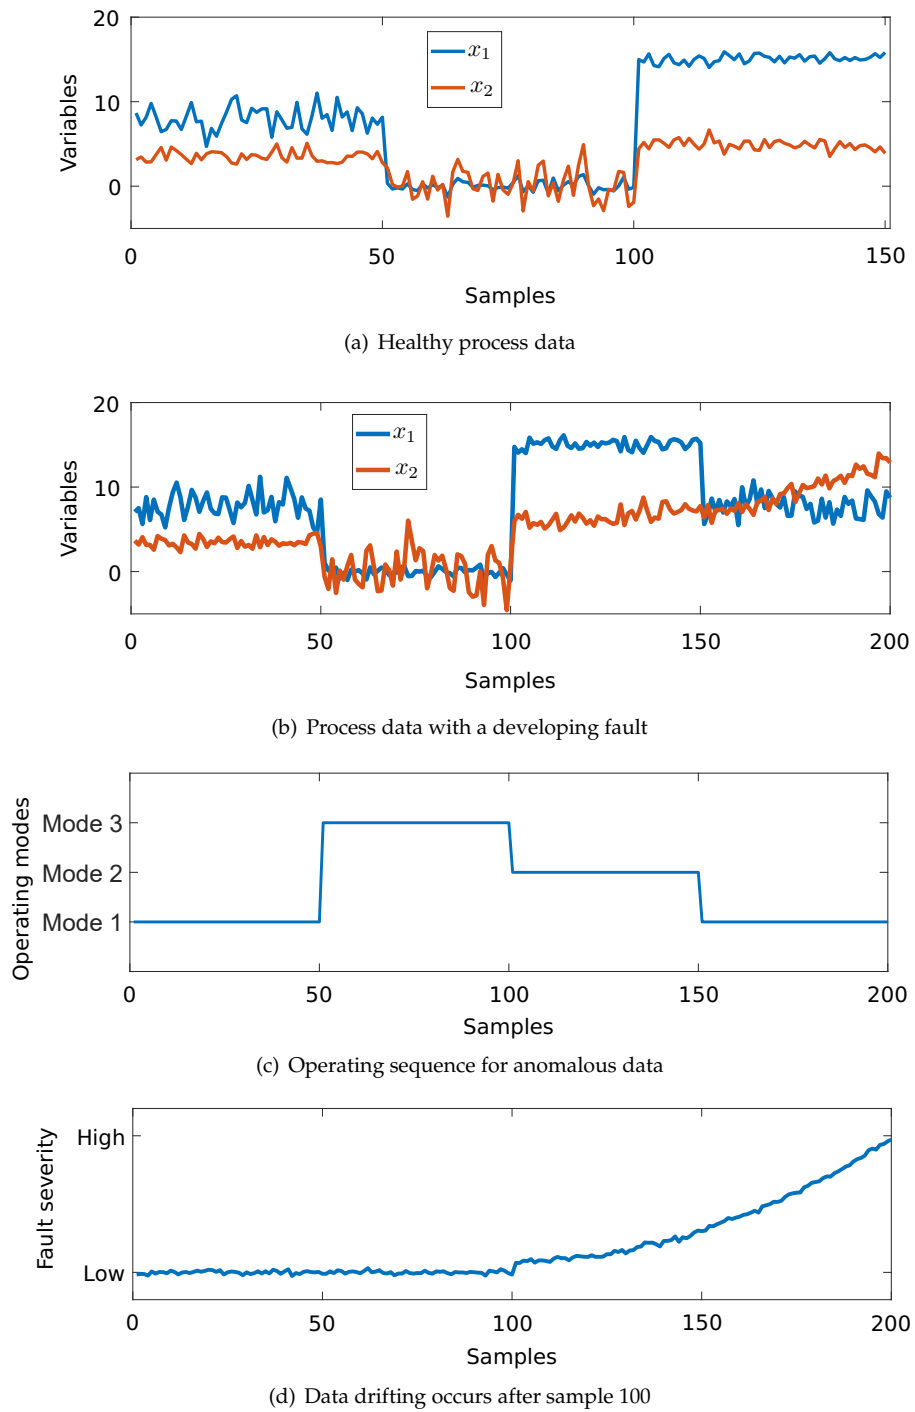 20
10
0
Variables
x1
x2
0 50 100 150
Samples
(a) Healthy process data
20
10
0
Variables
x1
x2
0 50 100 150 200
Samples
(b) Process data with a developing fault
Operating modes
Mode 3
Mode 2
Mode 1
0 50 100 150 200
Samples
(c) Operating sequence for anomalous data
Fault severity
High
Low
0 50 100 150 200
Samples
(d) Data drifting occurs after sample 100